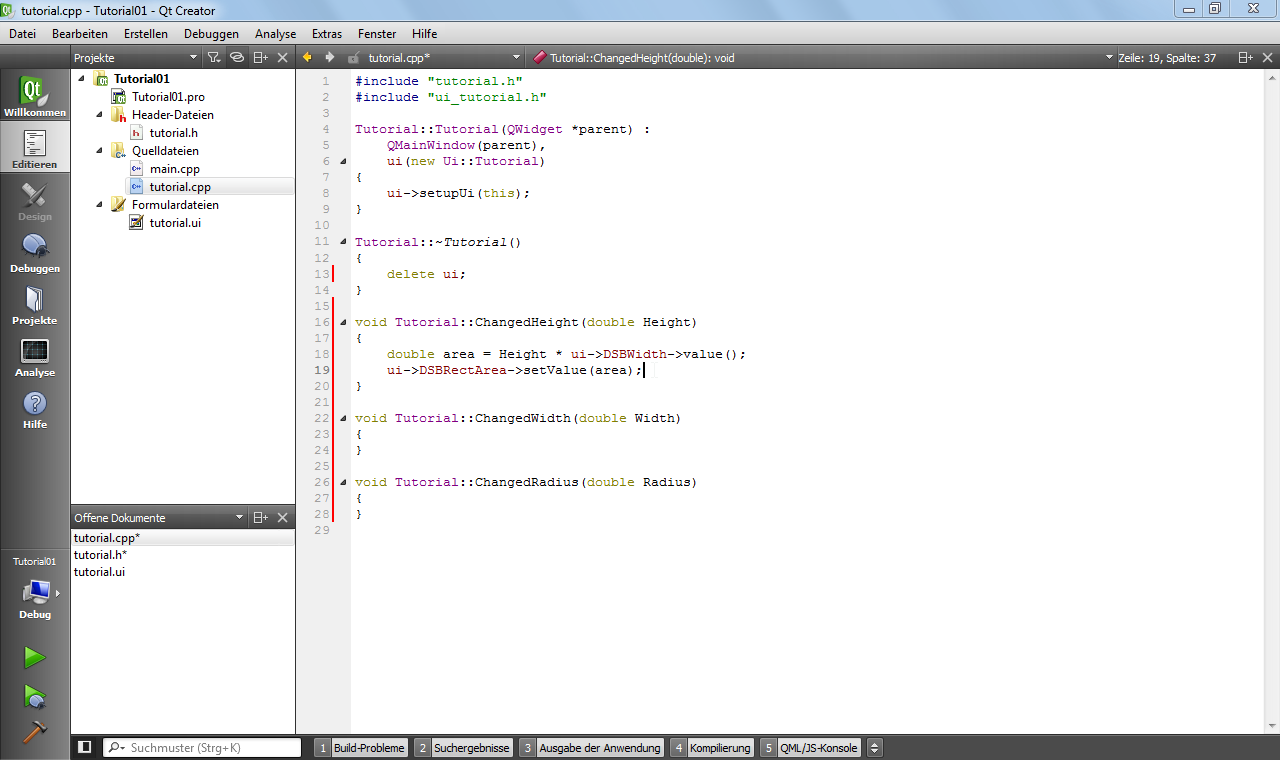 tutorial.cpp - Tutorial01 - Qt Creator
Datei Bearbeiten Erstellen Debuggen Analyse Extras Fenster Hilfe
Projekte
tutorial.cpp*
Tutorial::ChangedHeight(double): void
Zeile: 19, Spalte: 37
Willkommen
Editieren
Design
Debuggen
Projekte
Analyse
Hilfe
Tutorial01
Debug
Tutorial01
Tutorial01.pro
Header-Dateien
tutorial.h
Quelldateien
main.cpp
tutorial.cpp
Formulardateien
tutorial.ui
Offene Dokumente
tutorial.cpp*
tutorial.h*
tutorial.ui
1 #include "tutorial.h"
2 #include "ui_tutorial.h"
3
4 Tutorial::Tutorial(QWidget *parent) :
5     QMainWindow(parent),
6     ui(new Ui::Tutorial)
7 {
8     ui->setupUi(this);
9 }
10
11 Tutorial::~Tutorial()
12 {
13     delete ui;
14 }
15
16 void Tutorial::ChangedHeight(double Height)
17 {
18     double area = Height * ui->DSBWidth->value();
19     ui->DSBRectArea->setValue(area);
20 }
21
22 void Tutorial::ChangedWidth(double Width)
23 {
24 }
25
26 void Tutorial::ChangedRadius(double Radius)
27 {
28 }
29
Suchmuster (Strg+K)
1 Build-Probleme
2 Suchergebnisse
3 Ausgabe der Anwendung
4 Kompilierung
5 QML/JS-Konsole